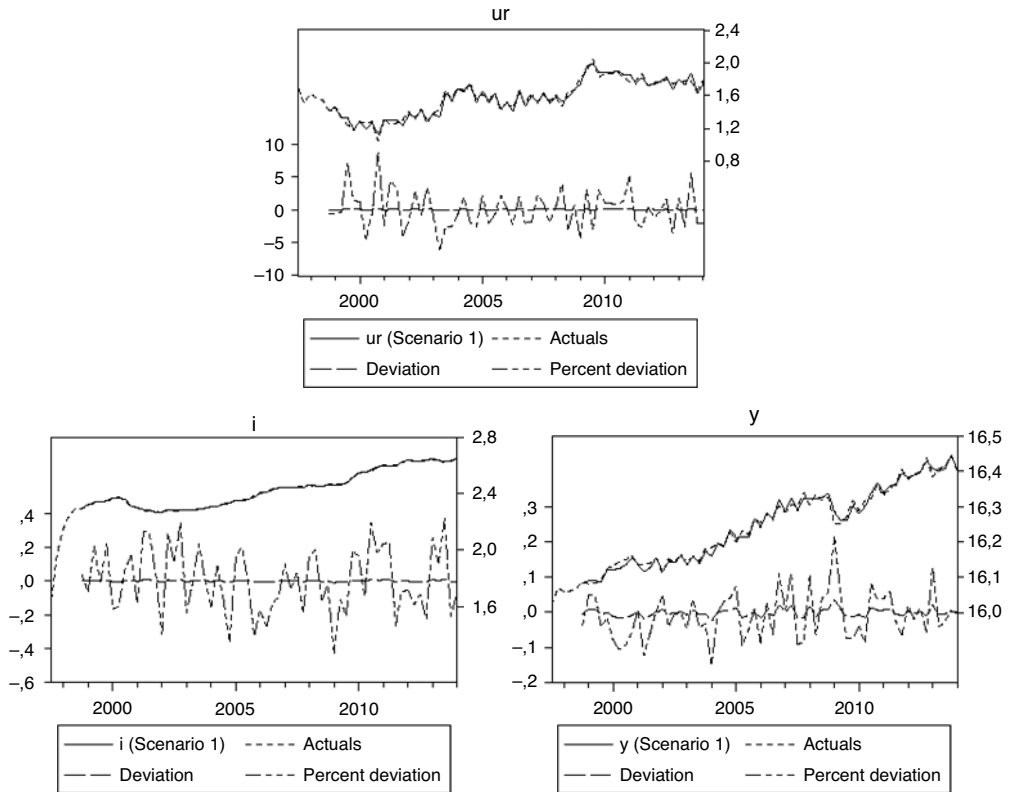 ur
2,4
2,0
1,6
1,2
0,8
10
5
0
−5
−10
2000 2005 2010
ur (Scenario 1) Actuals
Deviation Percent deviation
i
2,8
2,4
2,0
1,6
,4
,2
,0
−,2
−,4
−,6
2000 2005 2010
i (Scenario 1) Actuals
Deviation Percent deviation
y
16,5
16,4
16,3
16,2
16,1
16,0
,3
,2
,1
,0
−,1
−,2
2000 2005 2010
y (Scenario 1) Actuals
Deviation Percent deviation